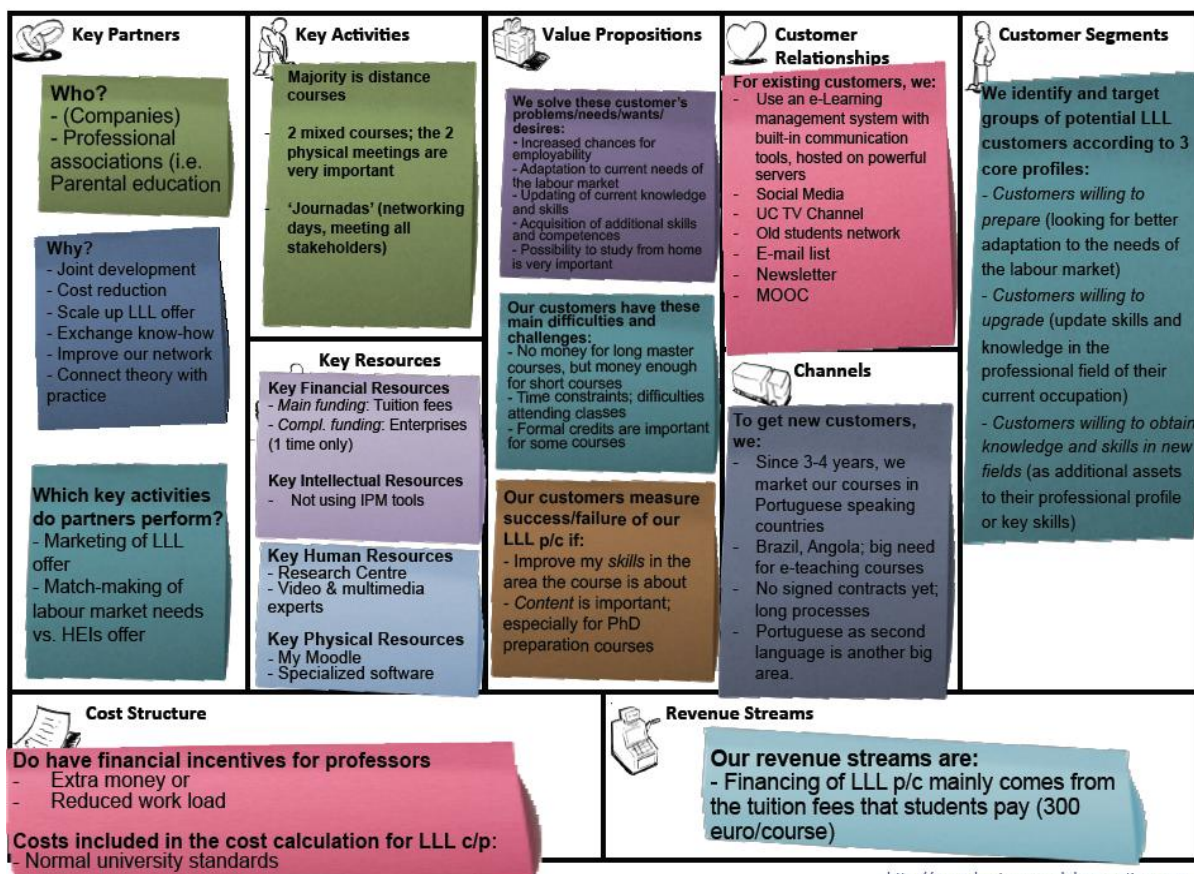 Key Partners
Who?
- (Companies)
- Professional
associations (i.e.
Parental education
Why?
- Joint development
- Cost reduction
- Scale up LLL offer
- Exchange know-how
- Improve our network
- Connect theory with
practice
Which key activities
do partners perform?
- Marketing of LLL
offer
- Match-making of
labour market needs
vs. HEIs offer
Key Activities
Majority is distance
courses
- 2 mixed courses; the 2
physical meetings are
very important
- 'Journadas' (networking
days, meeting all
stakeholders)
Key Resources
Key Financial Resources
- Main funding: Tuition fees
- Compl. funding: Enterprises
(1 time only)
Key Intellectual Resources
- Not using IPM tools
Key Human Resources
- Research Centre
- Video & multimedia
experts
Key Physical Resources
- My Moodle
- Specialized software
Value Propositions
We solve these customer's
problems/needs/wants/
desires:
- Increased chances for
employability
- Adaptation to current needs of
the labour market
- Updating of current knowledge
and skills
- Acquisition of additional skills
and competences
- Possibility to study from home
is very important
Our customers have these
main difficulties and
challenges:
- No money for long master
courses, but money enough
for short courses
- Time constraints; difficulties
attending classes
- Formal credits are important
for some courses
Our customers measure
success/failure of our
LLL p/c if:
- Improve my skills in the
area the course is about
- Content is important;
especially for PhD
preparation courses
Customer
Relationships
For existing customers, we:
- Use an e-Learning
management system with
built-in communication
tools, hosted on powerful
servers
- Social Media
- UC TV Channel
- Old students network
- E-mail list
- Newsletter
- MOOC
Channels
To get new customers,
we:
- Since 3-4 years, we
market our courses in
Portuguese speaking
countries
- Brazil, Angola; big need
for e-teaching courses
- No signed contracts yet;
long processes
- Portuguese as second
language is another big
area.
Customer Segments
We identify and target
groups of potential LLL
customers according to 3
core profiles:
- Customers willing to
prepare (looking for better
adaptation to the needs of
the labour market)
- Customers willing to
upgrade (update skills and
knowledge in the
professional field of their
current occupation)
- Customers willing to obtain
knowledge and skills in new
fields (as additional assets
to their professional profile
or key skills)
Cost Structure
Do have financial incentives for professors
- Extra money or
- Reduced work load
Costs included in the cost calculation for LLL c/p:
- Normal university standards
Revenue Streams
Our revenue streams are:
- Financing of LLL p/c mainly comes from
the tuition fees that students pay (300
euro/course)